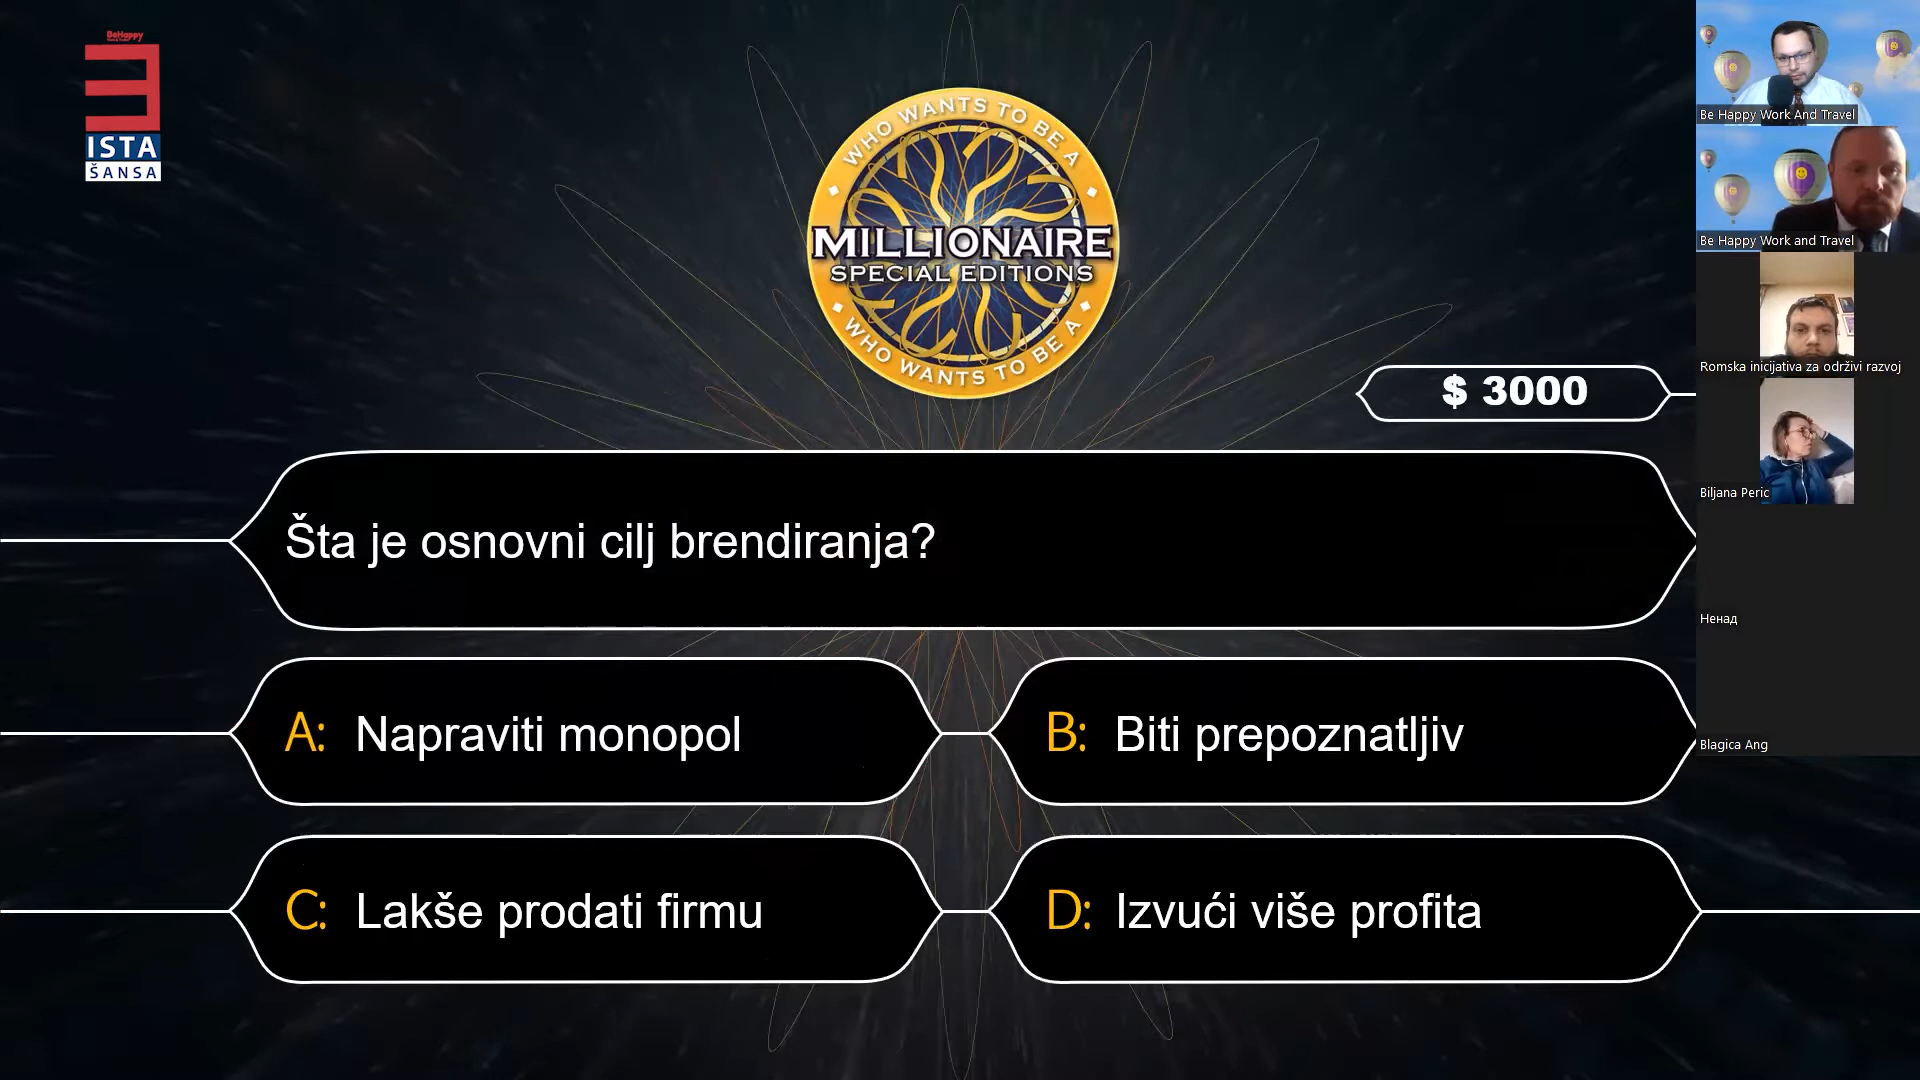 BeHappy
ISTA
ŠANSA
WHO WANTS TO BE A
MILLIONAIRE
SPECIAL EDITIONS
WHO WANTS TO BE A
$ 3000
Šta je osnovni cilj brendiranja?
A: Napraviti monopol
B: Biti prepoznatljiv
C: Lakše prodati firmu
D: Izvući više profita
Be Happy Work And Travel
Be Happy Work and Travel
Romska inicijativa za održivi razvoj
Biljana Peric
Ненад
Blagica Ang